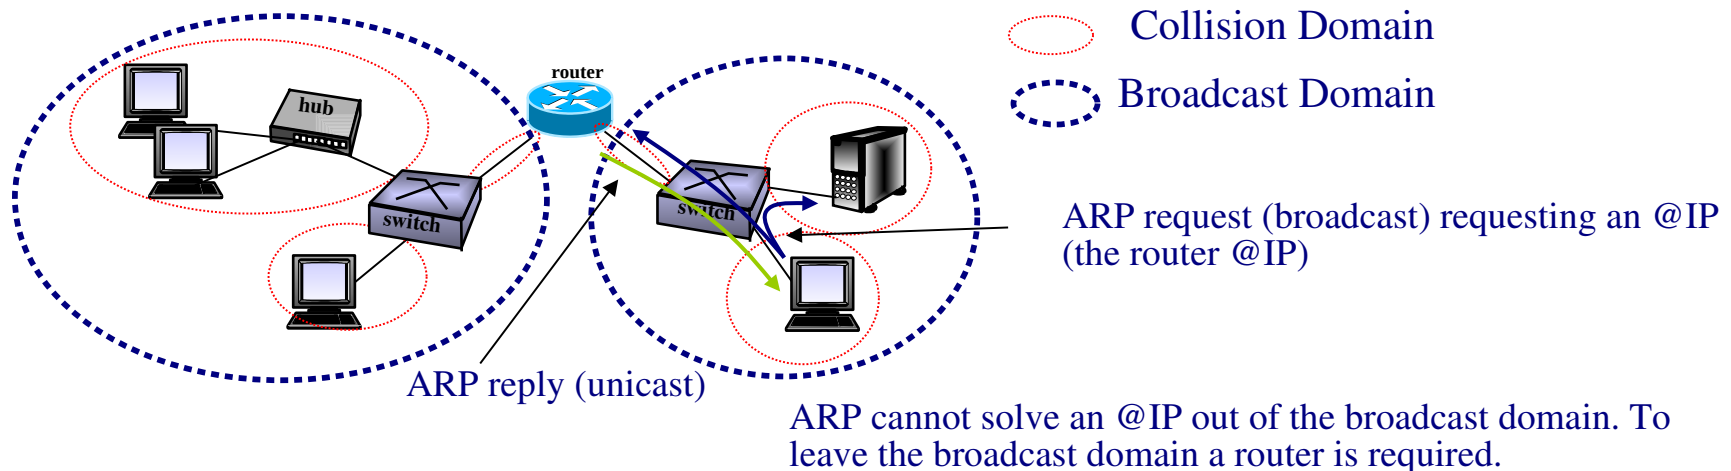 Collision Domain
router
Broadcast Domain
hub
switch
switch
ARP request (broadcast) requesting an @IP
(the router @IP)
ARP reply (unicast)
ARP cannot solve an @IP out of the broadcast domain. To
leave the broadcast domain a router is required.